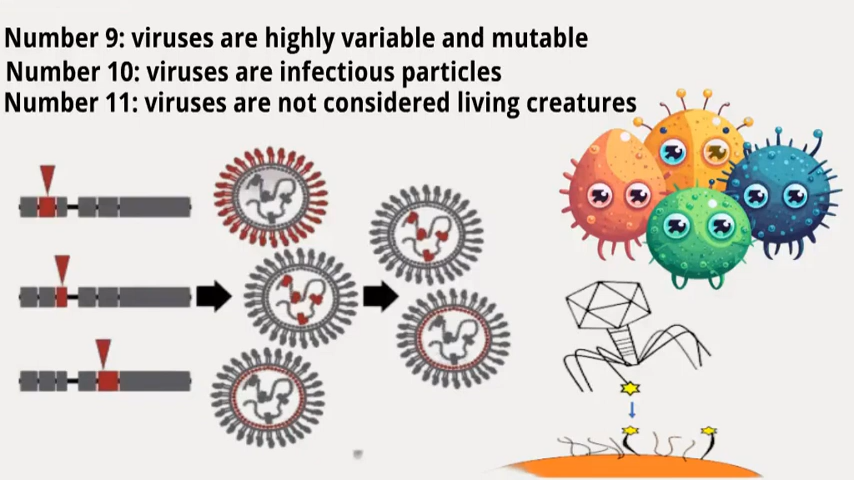 Number 9: viruses are highly variable and mutable
Number 10: viruses are infectious particles
Number 11: viruses are not considered living creatures